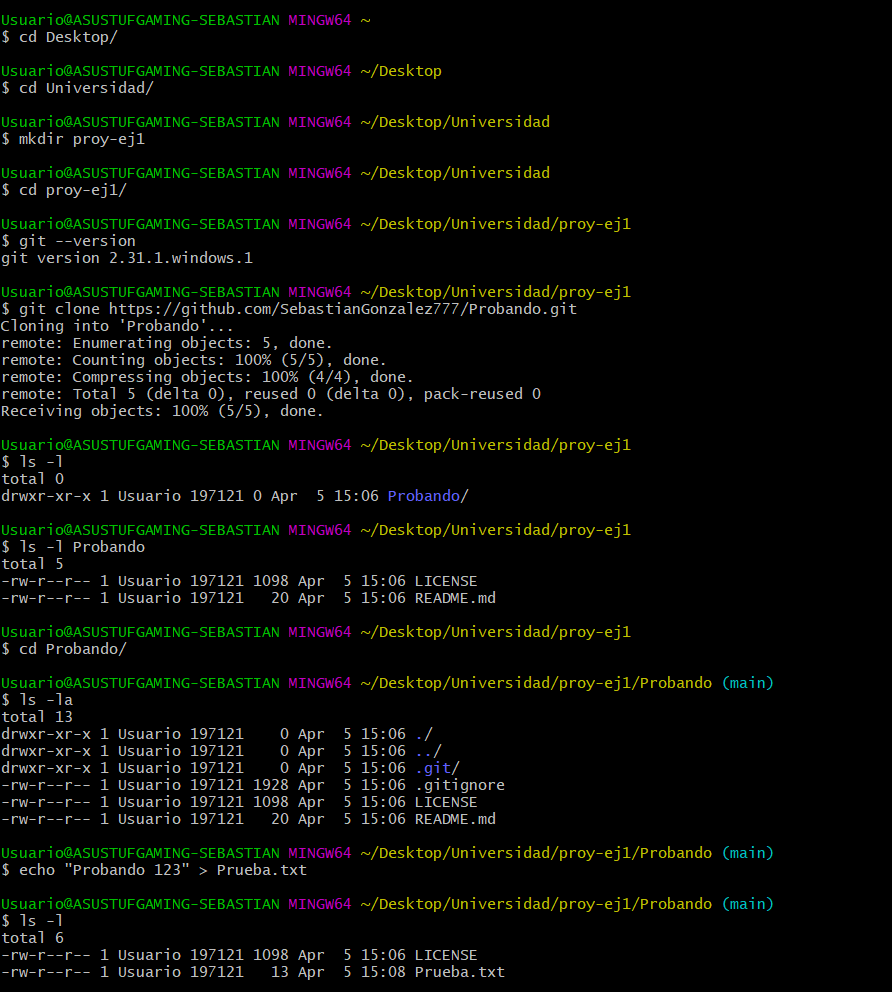 Usuario@ASUSTUFGAMING-SEBASTIAN MINGW64 ~
$ cd Desktop/
Usuario@ASUSTUFGAMING-SEBASTIAN MINGW64 ~/Desktop
$ cd Universidad/
Usuario@ASUSTUFGAMING-SEBASTIAN MINGW64 ~/Desktop/Universidad
$ mkdir proy-ej1
Usuario@ASUSTUFGAMING-SEBASTIAN MINGW64 ~/Desktop/Universidad
$ cd proy-ej1/
Usuario@ASUSTUFGAMING-SEBASTIAN MINGW64 ~/Desktop/Universidad/proy-ej1
$ git --version
git version 2.31.1.windows.1
Usuario@ASUSTUFGAMING-SEBASTIAN MINGW64 ~/Desktop/Universidad/proy-ej1
$ git clone https://github.com/SebastianGonzalez777/Probando.git
Cloning into 'Probando'...
remote: Enumerating objects: 5, done.
remote: Counting objects: 100% (5/5), done.
remote: Compressing objects: 100% (4/4), done.
remote: Total 5 (delta 0), reused 0 (delta 0), pack-reused 0
Receiving objects: 100% (5/5), done.
Usuario@ASUSTUFGAMING-SEBASTIAN MINGW64 ~/Desktop/Universidad/proy-ej1
$ ls -l
total 0
drwxr-xr-x 1 Usuario 197121 0 Apr  5 15:06 Probando/
Usuario@ASUSTUFGAMING-SEBASTIAN MINGW64 ~/Desktop/Universidad/proy-ej1
$ ls -l Probando
total 5
-rw-r--r-- 1 Usuario 197121 1098 Apr  5 15:06 LICENSE
-rw-r--r-- 1 Usuario 197121   20 Apr  5 15:06 README.md
Usuario@ASUSTUFGAMING-SEBASTIAN MINGW64 ~/Desktop/Universidad/proy-ej1
$ cd Probando/
Usuario@ASUSTUFGAMING-SEBASTIAN MINGW64 ~/Desktop/Universidad/proy-ej1/Probando (main)
$ ls -la
total 13
drwxr-xr-x 1 Usuario 197121    0 Apr  5 15:06 ./
drwxr-xr-x 1 Usuario 197121    0 Apr  5 15:06 ../
drwxr-xr-x 1 Usuario 197121    0 Apr  5 15:06 .git/
-rw-r--r-- 1 Usuario 197121 1928 Apr  5 15:06 .gitignore
-rw-r--r-- 1 Usuario 197121 1098 Apr  5 15:06 LICENSE
-rw-r--r-- 1 Usuario 197121   20 Apr  5 15:06 README.md
Usuario@ASUSTUFGAMING-SEBASTIAN MINGW64 ~/Desktop/Universidad/proy-ej1/Probando (main)
$ echo "Probando 123" > Prueba.txt
Usuario@ASUSTUFGAMING-SEBASTIAN MINGW64 ~/Desktop/Universidad/proy-ej1/Probando (main)
$ ls -l
total 6
-rw-r--r-- 1 Usuario 197121 1098 Apr  5 15:06 LICENSE
-rw-r--r-- 1 Usuario 197121   13 Apr  5 15:08 Prueba.txt